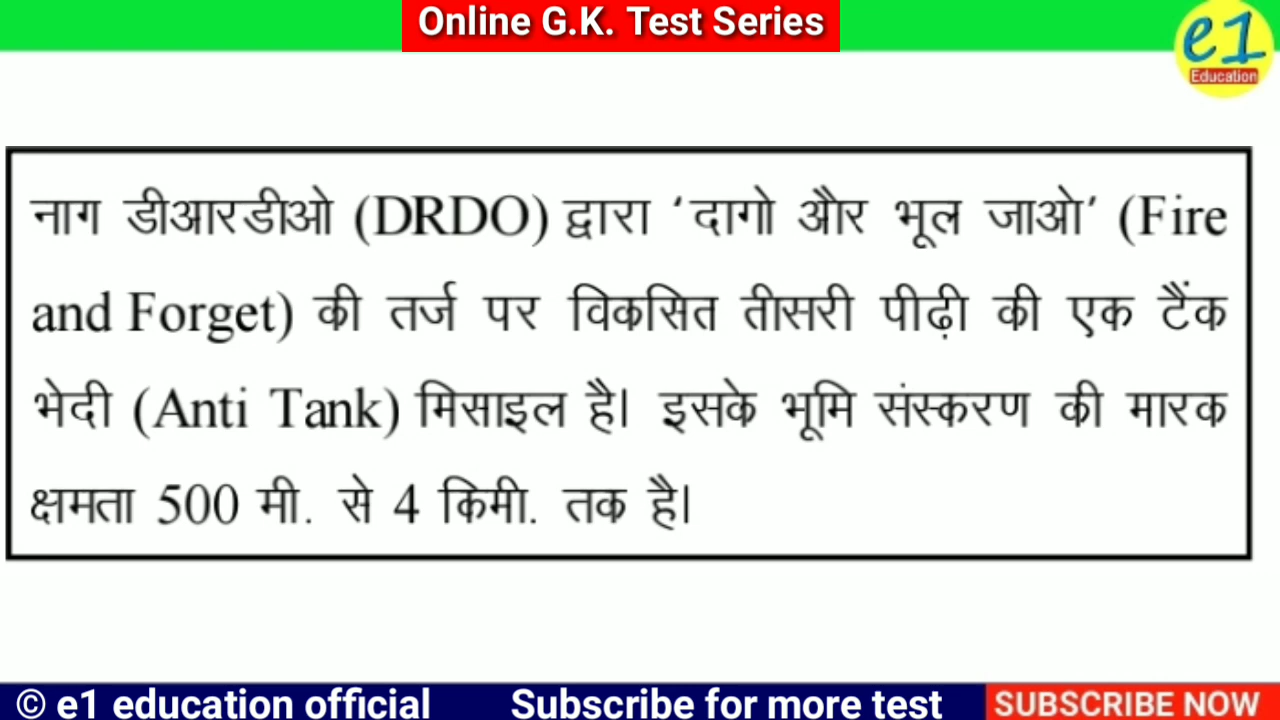 Online G.K. Test Series
e1
Education
नाग डीआरडीओ (DRDO) द्वारा ‘दागो और भूल जाओ’ (Fire
and Forget) की तर्ज पर विकसित तीसरी पीढ़ी की एक टैंक
भेदी (Anti Tank) मिसाइल है। इसके भूमि संस्करण की मारक
क्षमता 500 मी. से 4 किमी. तक है।
© e1 education official Subscribe for more test SUBSCRIBE NOW